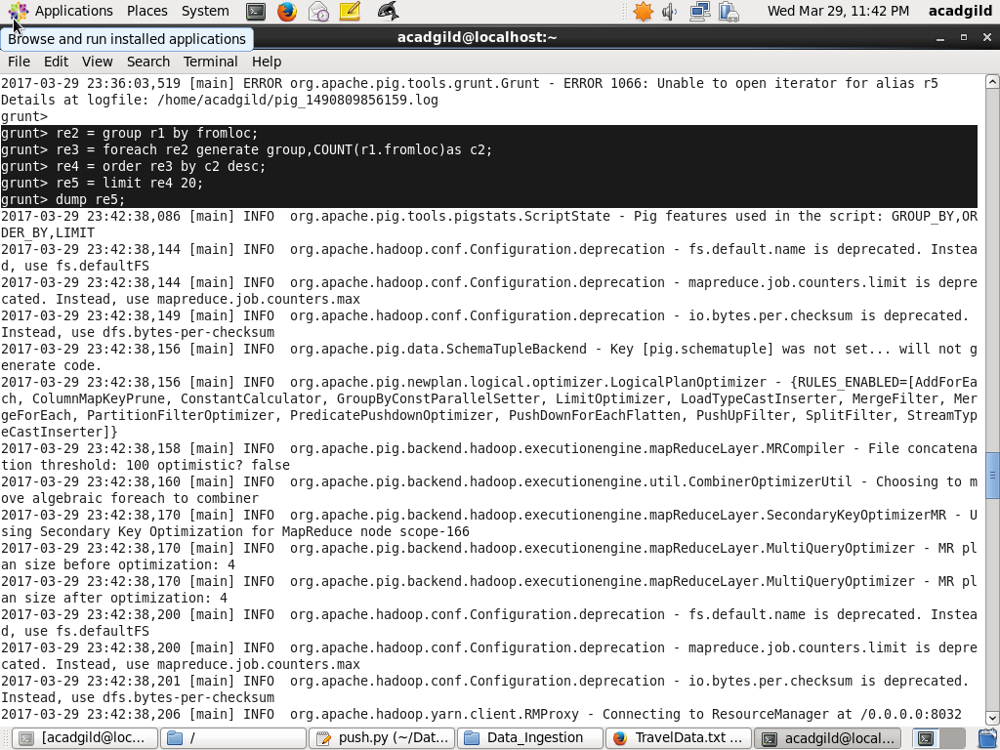 Applications Places System Wed Mar 29, 11:42 PM acadgild
Browse and run installed applications
acadgild@localhost:~
File Edit View Search Terminal Help
2017-03-29 23:36:03,519 [main] ERROR org.apache.pig.tools.grunt.Grunt - ERROR 1066: Unable to open iterator for alias r5
Details at logfile: /home/acadgild/pig_1490809856159.log
grunt>
grunt> re2 = group r1 by fromloc;
grunt> re3 = foreach re2 generate group,COUNT(r1.fromloc)as c2;
grunt> re4 = order re3 by c2 desc;
grunt> re5 = limit re4 20;
grunt> dump re5;
2017-03-29 23:42:38,086 [main] INFO  org.apache.pig.tools.pigstats.ScriptState - Pig features used in the script: GROUP_BY,OR
DER_BY,LIMIT
2017-03-29 23:42:38,144 [main] INFO  org.apache.hadoop.conf.Configuration.deprecation - fs.default.name is deprecated. Instea
d, use fs.defaultFS
2017-03-29 23:42:38,144 [main] INFO  org.apache.hadoop.conf.Configuration.deprecation - mapreduce.job.counters.limit is depre
cated. Instead, use mapreduce.job.counters.max
2017-03-29 23:42:38,149 [main] INFO  org.apache.hadoop.conf.Configuration.deprecation - io.bytes.per.checksum is deprecated.
Instead, use dfs.bytes-per-checksum
2017-03-29 23:42:38,156 [main] INFO  org.apache.pig.data.SchemaTupleBackend - Key [pig.schematuple] was not set... will not g
enerate code.
2017-03-29 23:42:38,156 [main] INFO  org.apache.pig.newplan.logical.optimizer.LogicalPlanOptimizer - {RULES_ENABLED=[AddForEa
ch, ColumnMapKeyPrune, ConstantCalculator, GroupByConstParallelSetter, LimitOptimizer, LoadTypeCastInserter, MergeFilter, Mer
geForEach, PartitionFilterOptimizer, PredicatePushdownOptimizer, PushDownForEachFlatten, PushUpFilter, SplitFilter, StreamTyp
eCastInserter]}
2017-03-29 23:42:38,158 [main] INFO  org.apache.pig.backend.hadoop.executionengine.mapReduceLayer.MRCompiler - File concatena
tion threshold: 100 optimistic? false
2017-03-29 23:42:38,160 [main] INFO  org.apache.pig.backend.hadoop.executionengine.util.CombinerOptimizerUtil - Choosing to m
ove algebraic foreach to combiner
2017-03-29 23:42:38,170 [main] INFO  org.apache.pig.backend.hadoop.executionengine.mapReduceLayer.SecondaryKeyOptimizerMR - U
sing Secondary Key Optimization for MapReduce node scope-166
2017-03-29 23:42:38,170 [main] INFO  org.apache.pig.backend.hadoop.executionengine.mapReduceLayer.MultiQueryOptimizer - MR pl
an size before optimization: 4
2017-03-29 23:42:38,170 [main] INFO  org.apache.pig.backend.hadoop.executionengine.mapReduceLayer.MultiQueryOptimizer - MR pl
an size after optimization: 4
2017-03-29 23:42:38,200 [main] INFO  org.apache.hadoop.conf.Configuration.deprecation - fs.default.name is deprecated. Instea
d, use fs.defaultFS
2017-03-29 23:42:38,200 [main] INFO  org.apache.hadoop.conf.Configuration.deprecation - mapreduce.job.counters.limit is depre
cated. Instead, use mapreduce.job.counters.max
2017-03-29 23:42:38,201 [main] INFO  org.apache.hadoop.conf.Configuration.deprecation - io.bytes.per.checksum is deprecated.
Instead, use dfs.bytes-per-checksum
2017-03-29 23:42:38,206 [main] INFO  org.apache.hadoop.yarn.client.RMProxy - Connecting to ResourceManager at /0.0.0.0:8032
[acadgild@loc... / push.py (~/Dat... Data_Ingestion TravelData.txt ... acadgild@local...